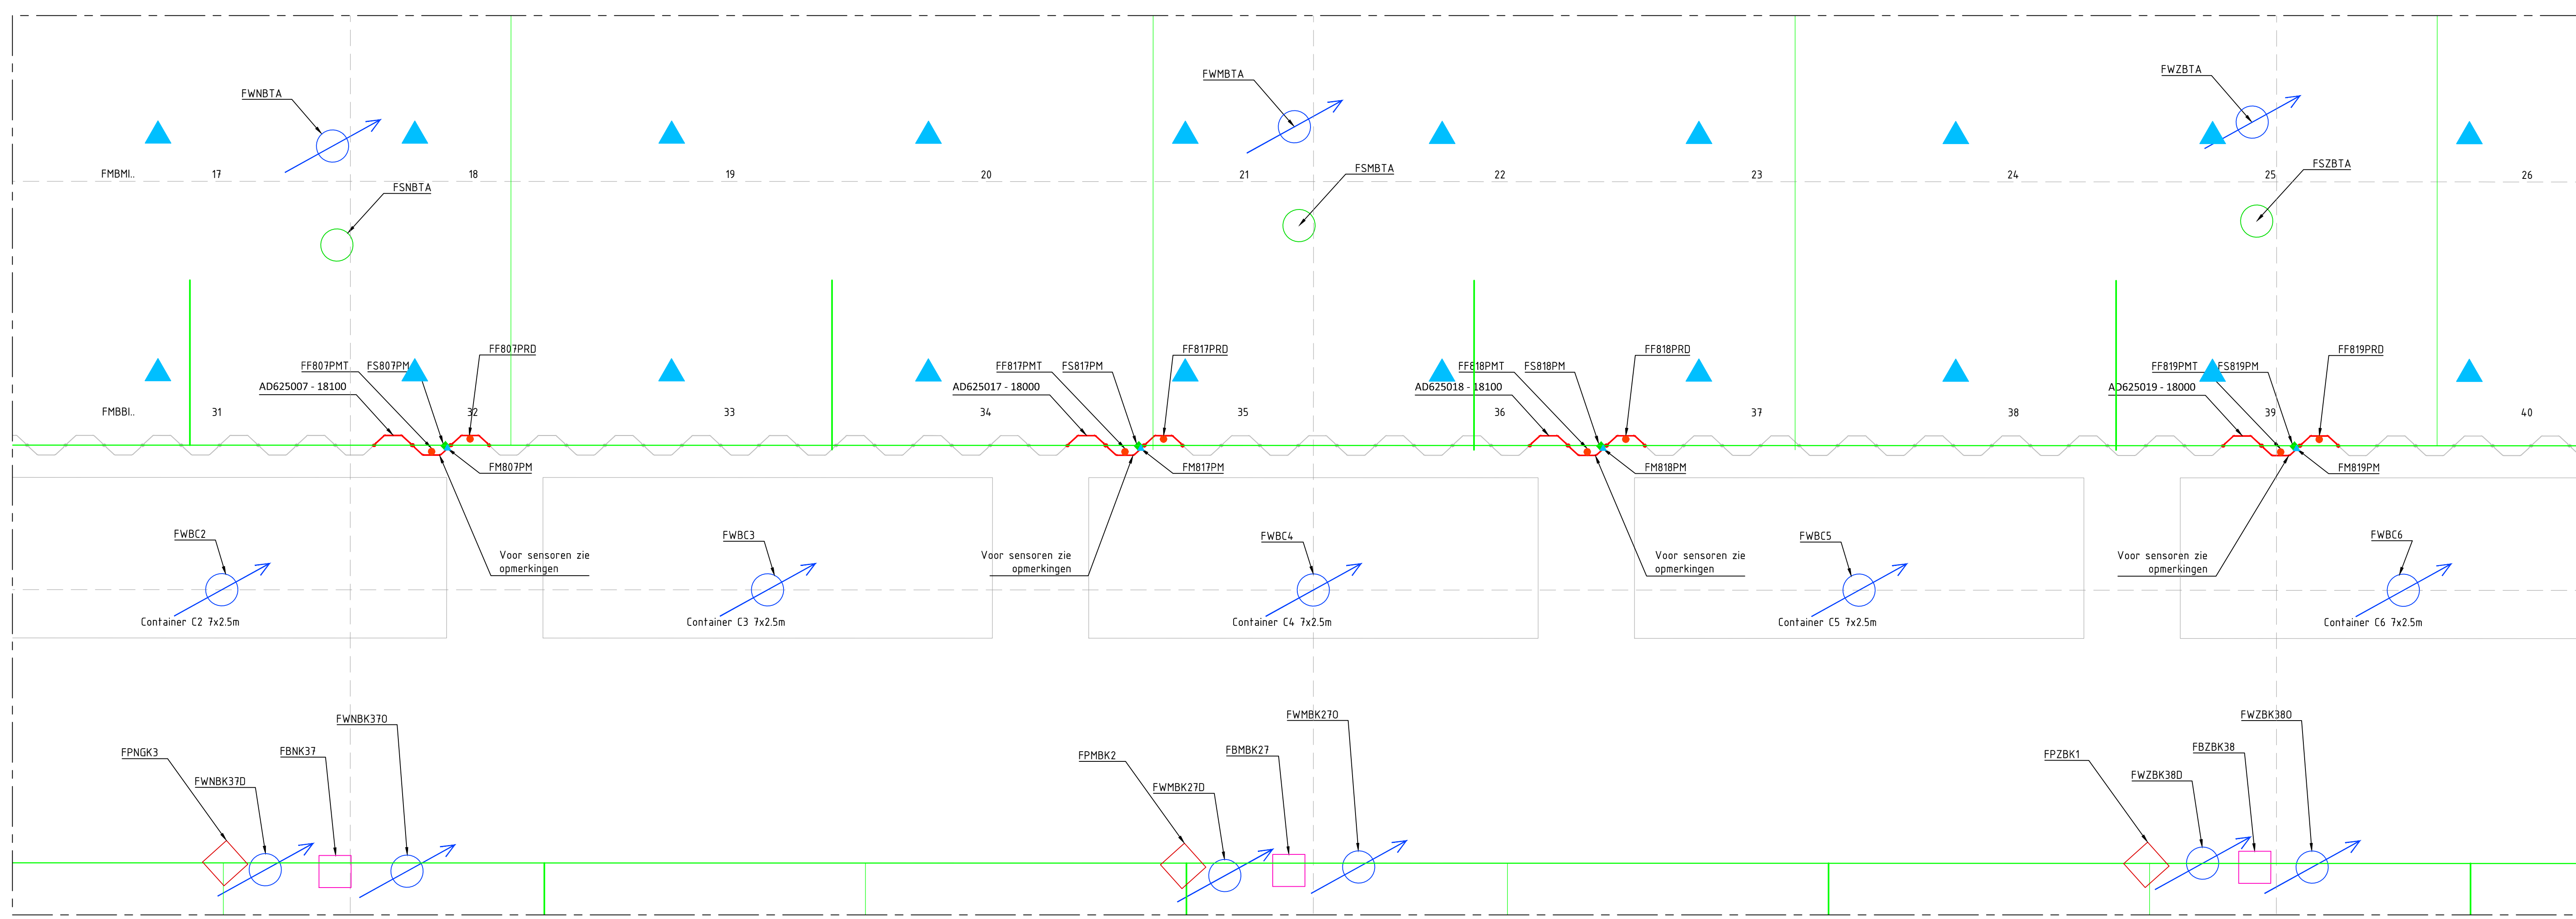 FWNBTA
FWMBTA
FWZBTA
FMBMI.. 17 18 19 20 21 22 23 24 25 26
FSNBTA
FSMBTA
FSZBTA
FF807PMT FS807PM FF807PRD
AD625007 - 18100
FF817PMT FS817PM FF817PRD
AD625017 - 18000
FF818PMT FS818PM FF818PRD
AD625018 - 18100
FF819PMT FS819PM FF819PRD
AD625019 - 18000
FMBBI.. 31 32 33 34 35 36 37 38 39 40
FM807PM
FM817PM
FM818PM
FM819PM
FWBC2
FWBC3
FWBC4
FWBC5
FWBC6
Voor sensoren zie
opmerkingen
Voor sensoren zie
opmerkingen
Voor sensoren zie
opmerkingen
Voor sensoren zie
opmerkingen
Container C2 7x2.5m
Container C3 7x2.5m
Container C4 7x2.5m
Container C5 7x2.5m
Container C6 7x2.5m
FPNGK3
FWNBK37D
FBNK37
FWNBK37O
FPMBK2
FWMBK27D
FBMBK27
FWMBK27O
FPZBK1
FWZBK38D
FBZBK38
FWZBK38O